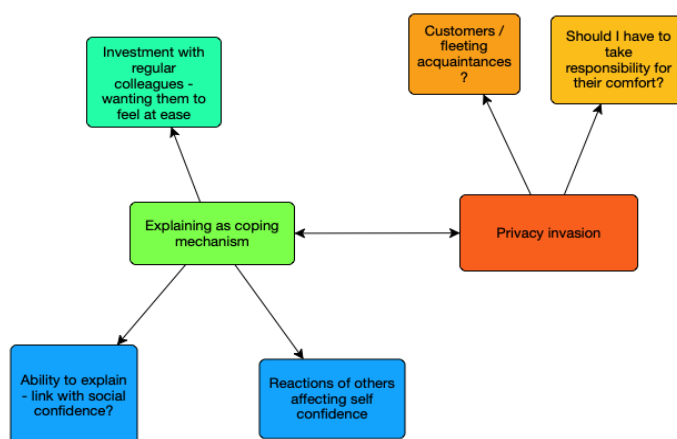 Investment with
regular
colleagues -
wanting them to
feel at ease
Customers /
fleeting
acquaintances
?
Should I have to
take
responsibility for
their comfort?
Explaining as coping
mechanism
Privacy invasion
Ability to explain
- link with social
confidence?
Reactions of others
affecting self
confidence